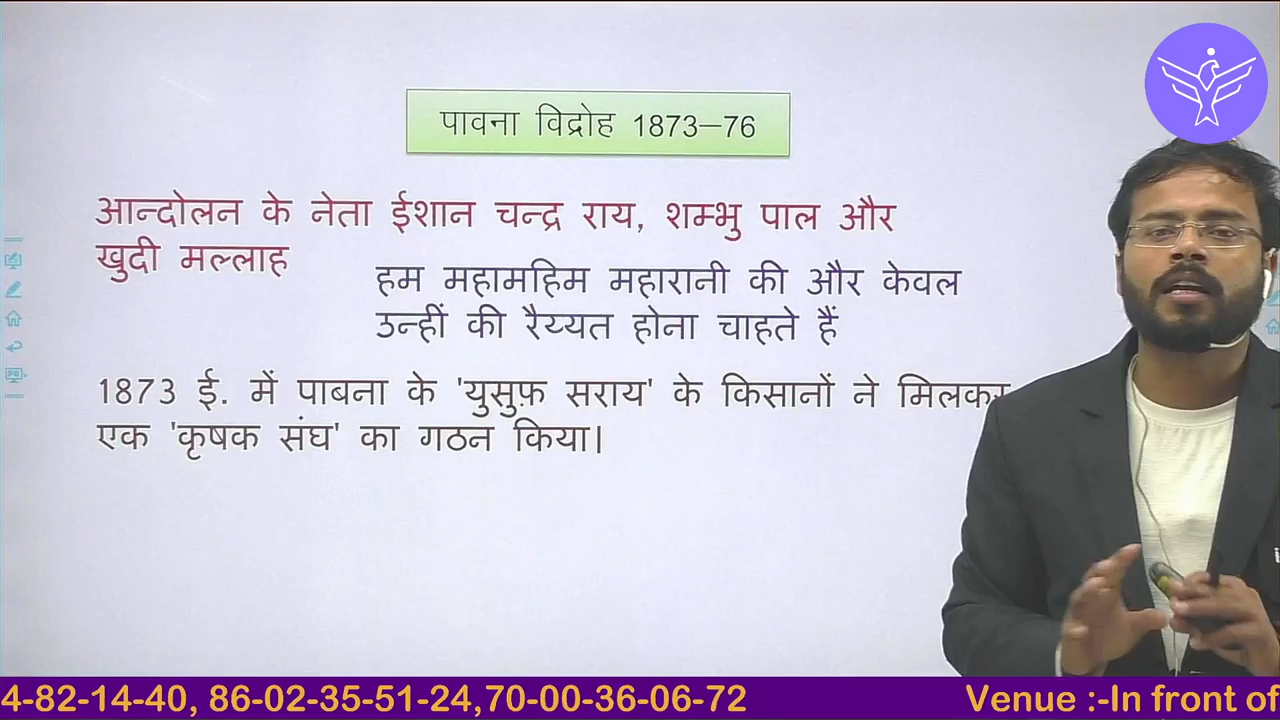 पावना विद्रोह 1873–76
आन्दोलन के नेता ईशान चन्द्र राय, शम्भु पाल और
खुदी मल्लाह
हम महामहिम महारानी की और केवल
उन्हीं की रैय्यत होना चाहते हैं
1873 ई. में पाबना के 'युसुफ़ सराय' के किसानों ने मिलकर
एक 'कृषक संघ' का गठन किया।
4-82-14-40, 86-02-35-51-24,70-00-36-06-72 Venue :-In front of